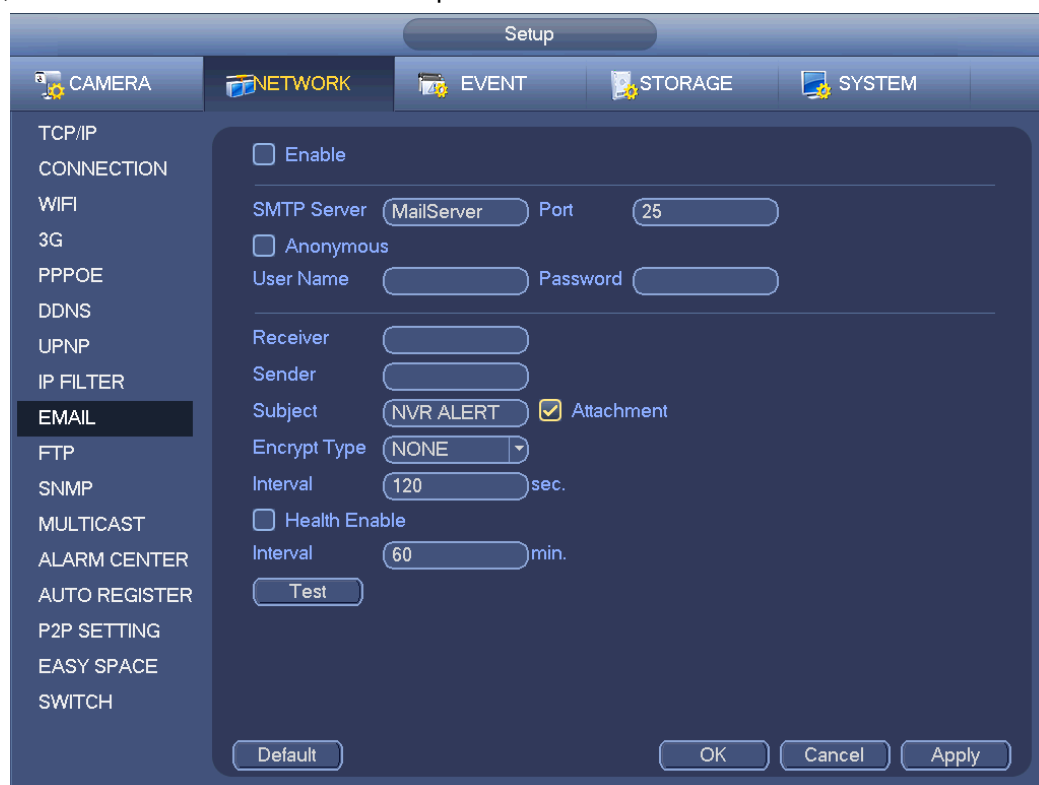 Setup
CAMERA NETWORK EVENT STORAGE SYSTEM
TCP/IP
CONNECTION
WIFI
3G
PPPOE
DDNS
UPNP
IP FILTER
EMAIL
FTP
SNMP
MULTICAST
ALARM CENTER
AUTO REGISTER
P2P SETTING
EASY SPACE
SWITCH
Enable
SMTP Server MailServer Port 25
Anonymous
User Name Password
Receiver
Sender
Subject NVR ALERT Attachment
Encrypt Type NONE
Interval 120 sec.
Health Enable
Interval 60 min.
Test
Default OK Cancel Apply